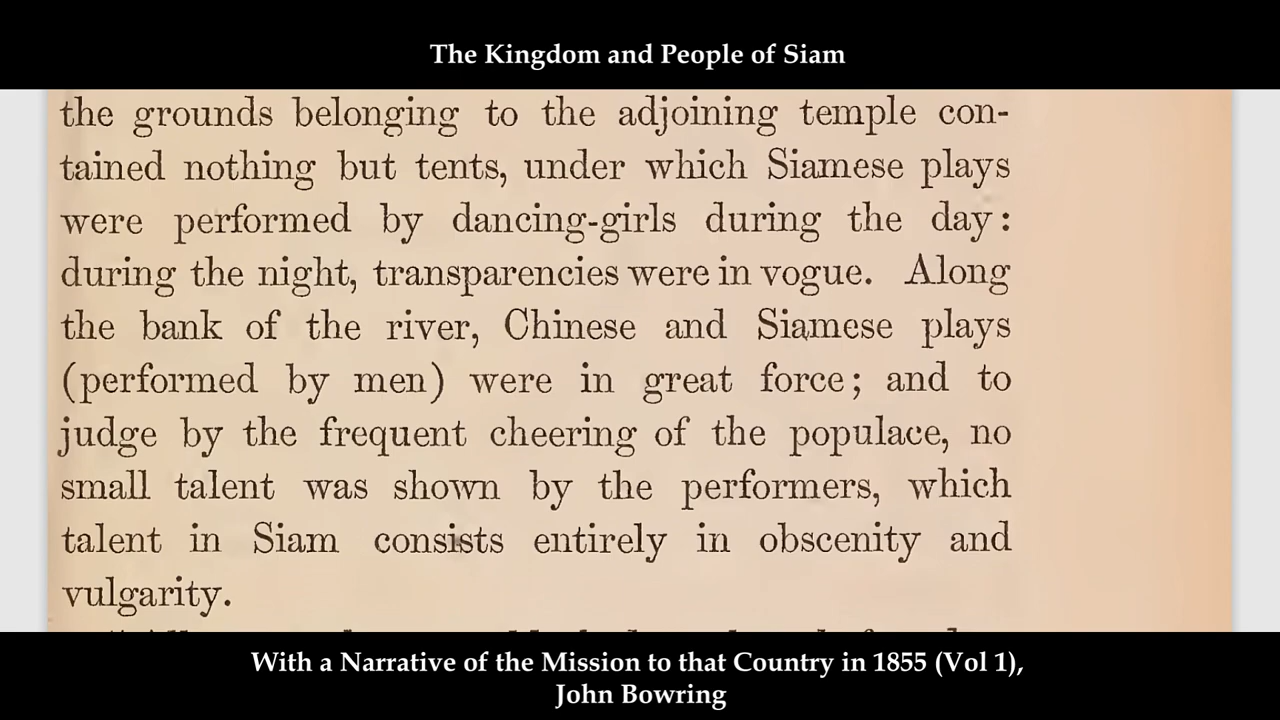 The Kingdom and People of Siam
the grounds belonging to the adjoining temple con-
tained nothing but tents, under which Siamese plays
were performed by dancing-girls during the day:
during the night, transparencies were in vogue. Along
the bank of the river, Chinese and Siamese plays
(performed by men) were in great force; and to
judge by the frequent cheering of the populace, no
small talent was shown by the performers, which
talent in Siam consists entirely in obscenity and
vulgarity.
With a Narrative of the Mission to that Country in 1855 (Vol 1),
John Bowring